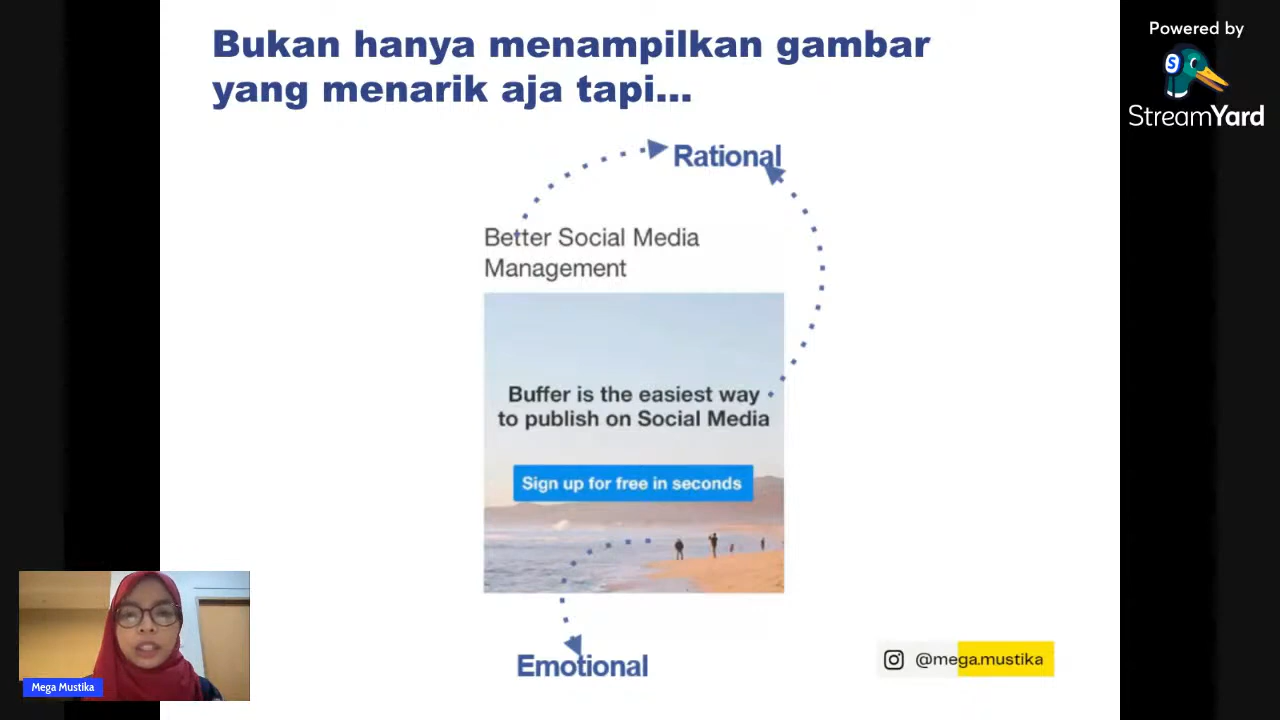 Bukan hanya menampilkan gambar
yang menarik aja tapi...
Powered by
StreamYard
Rational
Better Social Media
Management
Buffer is the easiest way
to publish on Social Media
Sign up for free in seconds
Emotional
@mega.mustika
Mega Mustika